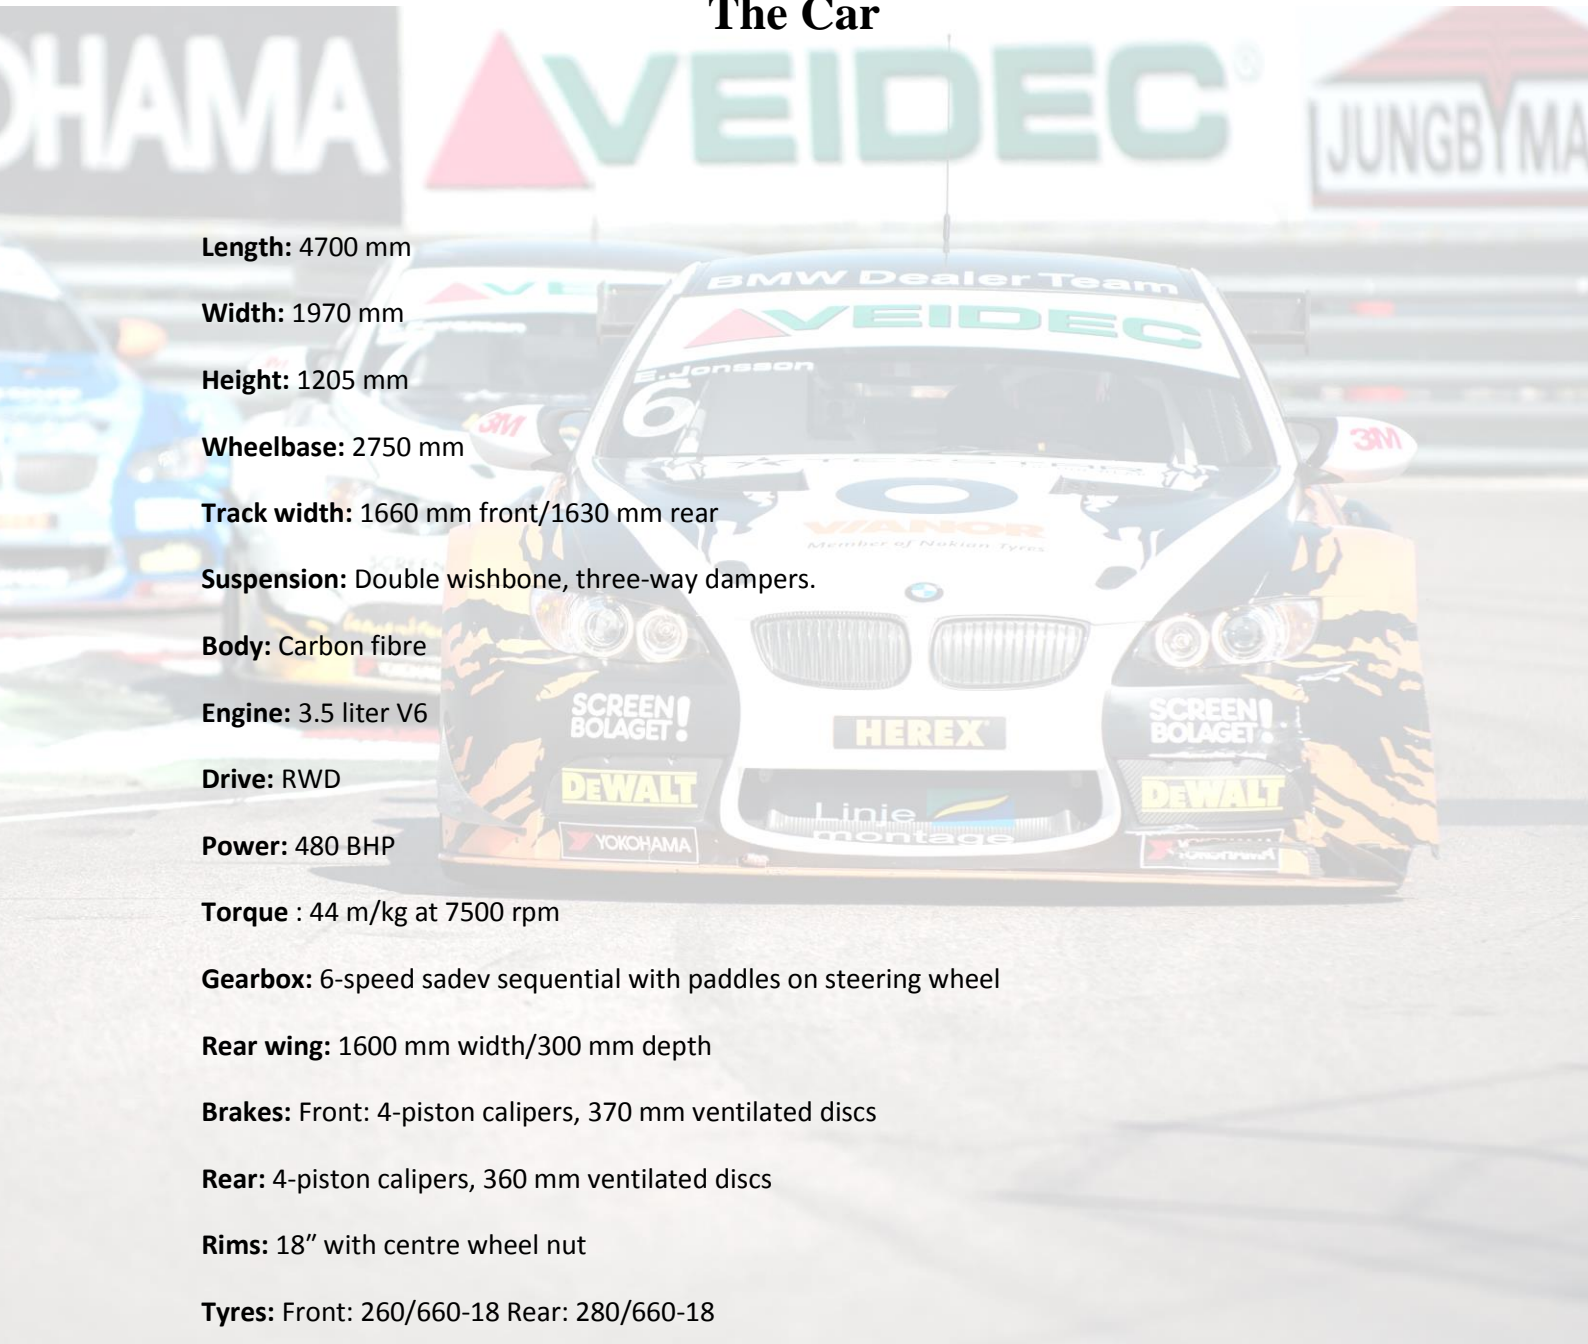 The Car
OHAMA
VEIDEC
JUNGBYMA
Length: 4700 mm
Width: 1970 mm
Height: 1205 mm
Wheelbase: 2750 mm
Track width: 1660 mm front/1630 mm rear
Suspension: Double wishbone, three-way dampers.
Body: Carbon fibre
Engine: 3.5 liter V6
Drive: RWD
Power: 480 BHP
Torque : 44 m/kg at 7500 rpm
Gearbox: 6-speed sadev sequential with paddles on steering wheel
Rear wing: 1600 mm width/300 mm depth
Brakes: Front: 4-piston calipers, 370 mm ventilated discs
Rear: 4-piston calipers, 360 mm ventilated discs
Rims: 18” with centre wheel nut
Tyres: Front: 260/660-18 Rear: 280/660-18
BMW Dealer Team
VEIDEC
E.Jonsson
6
3M
3M
VIANOR
Member of Nokian Tyres
SCREEN
BOLAGET!
SCREEN
BOLAGET!
HEREX
DEWALT
DEWALT
Linje
montage
YOKOHAMA
YOKOHAMA